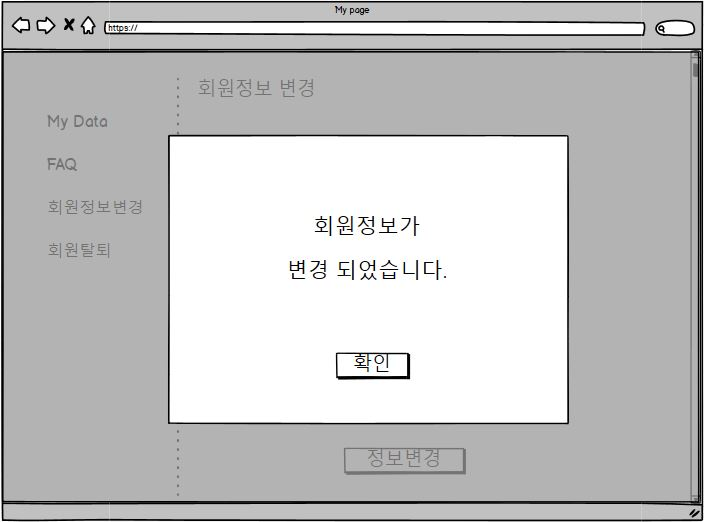 My page
https://
회원정보 변경
My Data
FAQ
회원정보변경
회원탈퇴
회원정보가
변경 되었습니다.
확인
정보변경